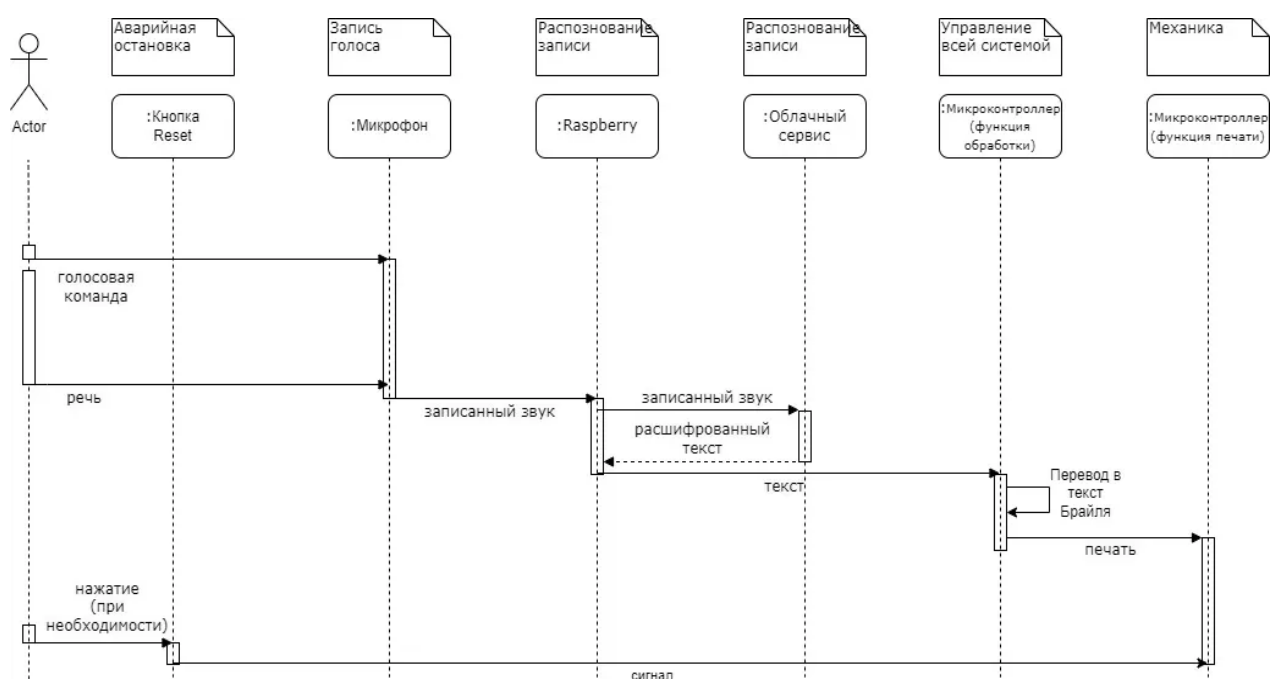 Аварийная
остановка
Запись
голоса
Распознование
записи
Распознование
записи
Управление
всей системой
Механика
Actor
:Кнопка
Reset
:Микрофон
:Raspberry
:Облачный
сервис
:Микроконтроллер
(функция
обработки)
:Микроконтроллер
(функция печати)
голосовая
команда
речь
записанный звук
записанный звук
расшифрованный
текст
текст
Перевод в
текст
Брайля
печать
нажатие
(при
необходимости)
сигнал